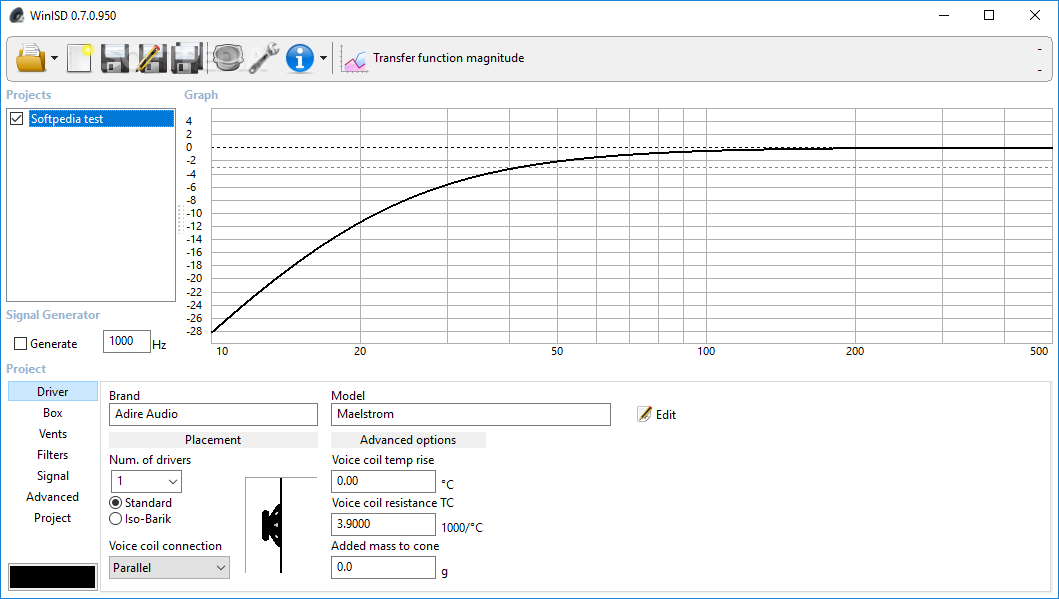 WinISD 0.7.0.950
Transfer function magnitude
Projects
Graph
Softpedia test
4
2
0
-2
-4
-6
-8
-10
-12
-14
-16
-18
-20
-22
-24
-26
-28
10 20 50 100 200 500
Signal Generator
Generate 1000 Hz
Project
Driver
Box
Vents
Filters
Signal
Advanced
Project
Brand
Adire Audio
Model
Maelstrom
Edit
Placement
Num. of drivers
1
Standard
Iso-Barik
Voice coil connection
Parallel
Advanced options
Voice coil temp rise
0.00 °C
Voice coil resistance TC
3.9000 1000/°C
Added mass to cone
0.0 g